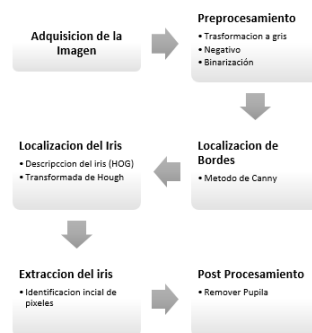 Adquisicion de la
Imagen
Preprocesamiento
• Trasformacion a gris
• Negativo
• Binarización
Localizacion de
Bordes
• Metodo de Canny
Localizacion del Iris
• Descripccion del iris (HOG)
• Transformada de Hough
Extraccion del iris
• Identificacion incial de
pixeles
Post Procesamiento
• Remover Pupila